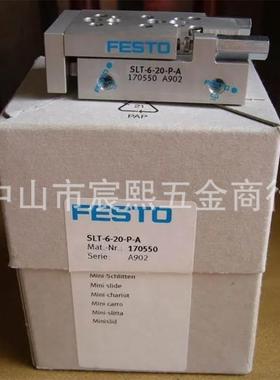 FESTO
SLT-6-20-P-A
170550 A902
21
PAP
中山市宸熙五金商行
FESTO
SLT-6-20-P-A
Mat.-Nr.: 170550
Serie: A902
Mini-Schlitten
Mini slide
Mini-chariot
Mini carro
Mini-slitta
Minislid